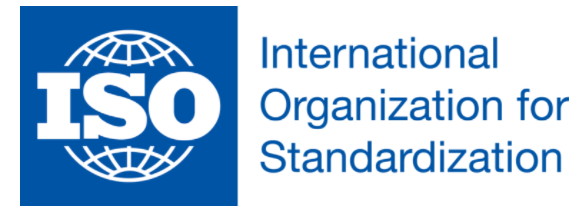 ISO
International
Organization for
Standardization